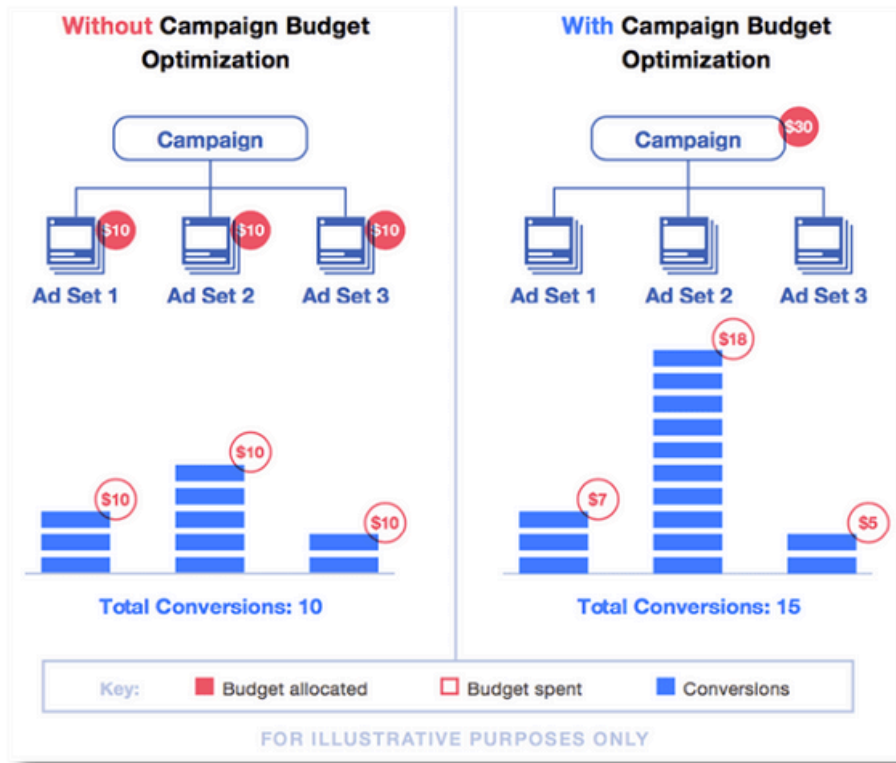 Without Campaign Budget
Optimization
Campaign
$10
$10
$10
Ad Set 1
Ad Set 2
Ad Set 3
$10
$10
$10
Total Conversions: 10
With Campaign Budget
Optimization
Campaign
$30
Ad Set 1
Ad Set 2
Ad Set 3
$18
$7
$5
Total Conversions: 15
Key:
Budget allocated
Budget spent
Conversions
FOR ILLUSTRATIVE PURPOSES ONLY